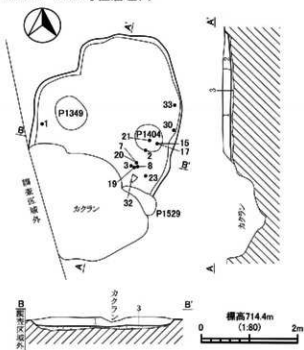 A'
A'
P1349
33
1
30
21
P1404
15
7
2
17
20
B
3
8
B'
19
23
調査区域外
カクラン
32
P1529
A
3
カクラン
A
B
カクラン
3
B'
調査区域外
標高714.4m
0
(1:80)
2m